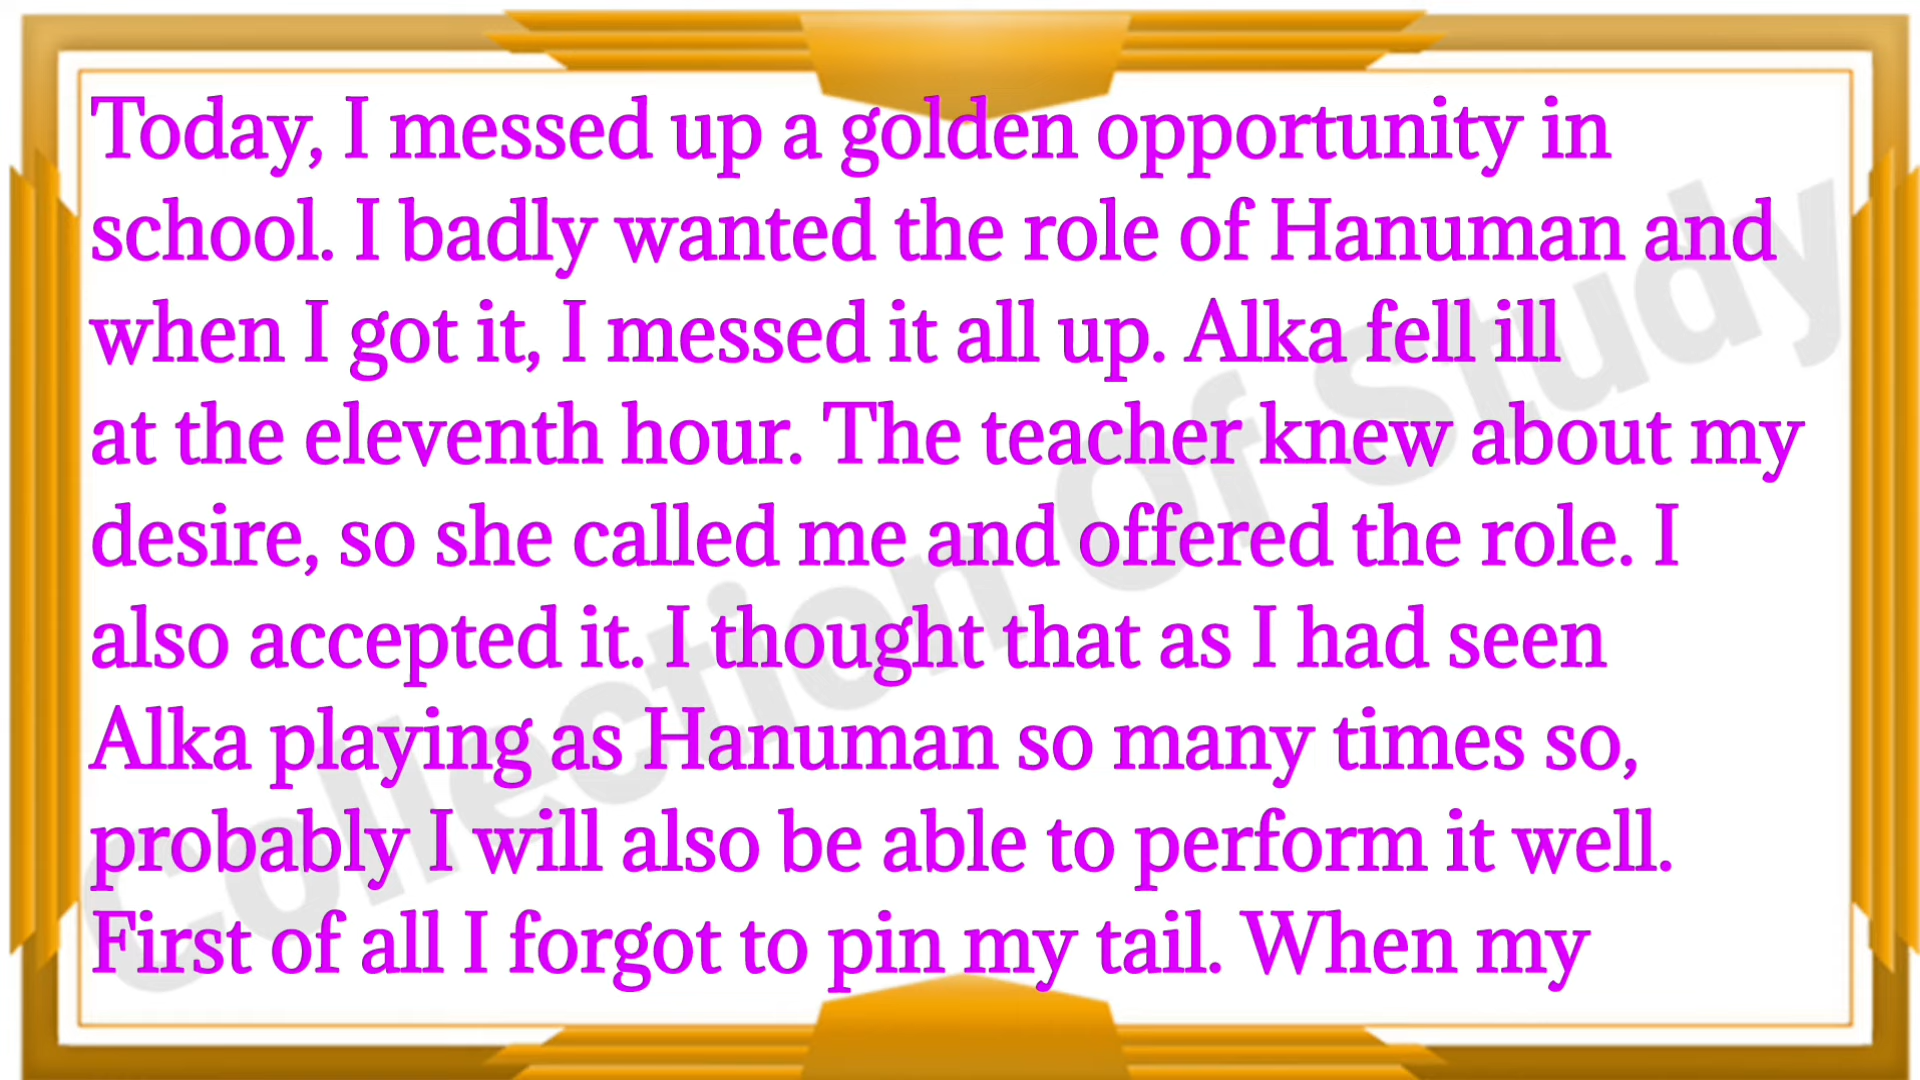 Today, I messed up a golden opportunity in
school. I badly wanted the role of Hanuman and
when I got it, I messed it all up. Alka fell ill
at the eleventh hour. The teacher knew about my
desire, so she called me and offered the role. I
also accepted it. I thought that as I had seen
Alka playing as Hanuman so many times so,
probably I will also be able to perform it well.
First of all I forgot to pin my tail. When my
Collection Of Study